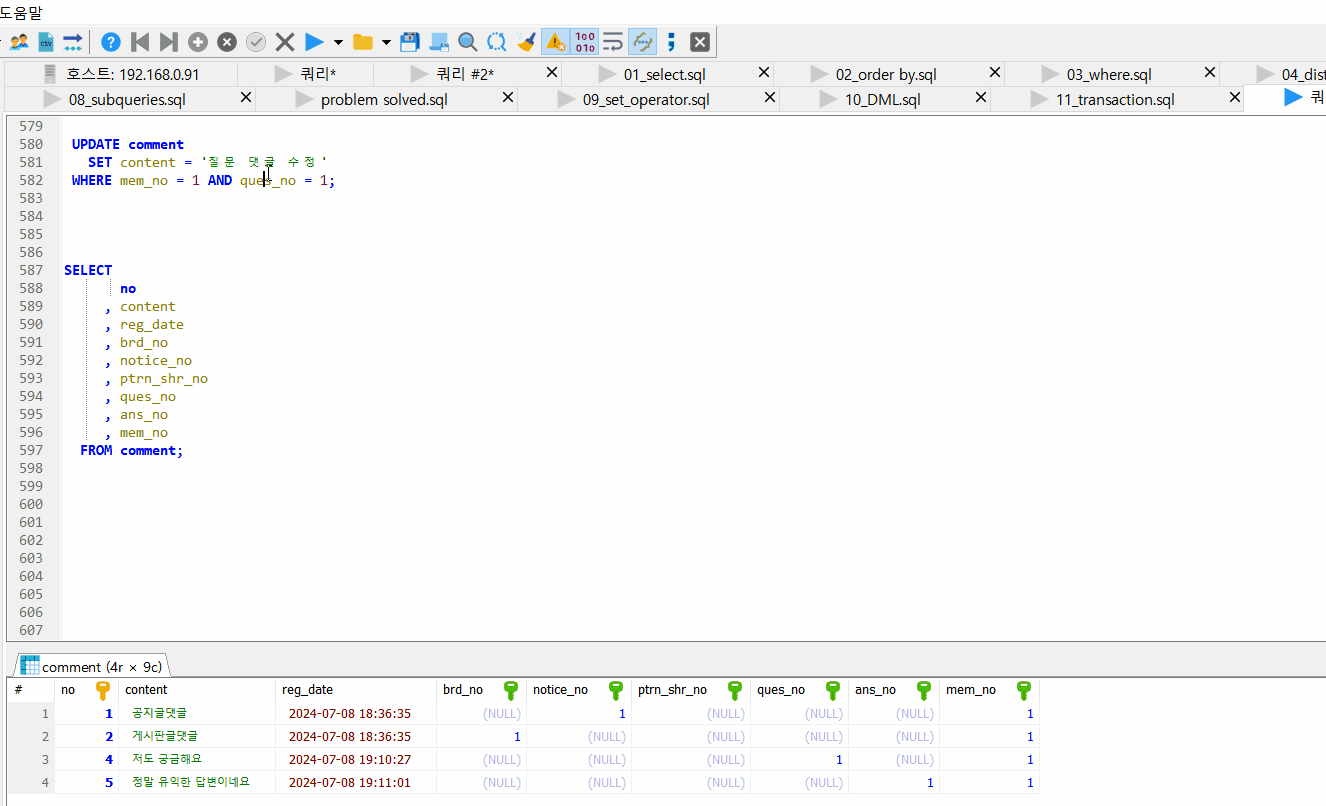 도움말
호스트: 192.168.0.91 쿼리* 쿼리 #2* 01_select.sql 02_order by.sql 03_where.sql 04_dist
08_subqueries.sql problem solved.sql 09_set_operator.sql 10_DML.sql 11_transaction.sql 쿼
579
580 UPDATE comment
581 SET content = '질문 댓글 수정'
582 WHERE mem_no = 1 AND ques_no = 1;
583
584
585
586
587 SELECT
588 no
589 , content
590 , reg_date
591 , brd_no
592 , notice_no
593 , ptrn_shr_no
594 , ques_no
595 , ans_no
596 , mem_no
597 FROM comment;
598
599
600
601
602
603
604
605
606
607
comment (4r × 9c)
# no content reg_date brd_no notice_no ptrn_shr_no ques_no ans_no mem_no
1 1 공지글댓글 2024-07-08 18:36:35 (NULL) 1 (NULL) (NULL) (NULL) 1
2 2 게시판글댓글 2024-07-08 18:36:35 1 (NULL) (NULL) (NULL) (NULL) 1
3 4 저도 궁금해요 2024-07-08 19:10:27 (NULL) (NULL) (NULL) 1 (NULL) 1
4 5 정말 유익한 답변이네요 2024-07-08 19:11:01 (NULL) (NULL) (NULL) (NULL) 1 1